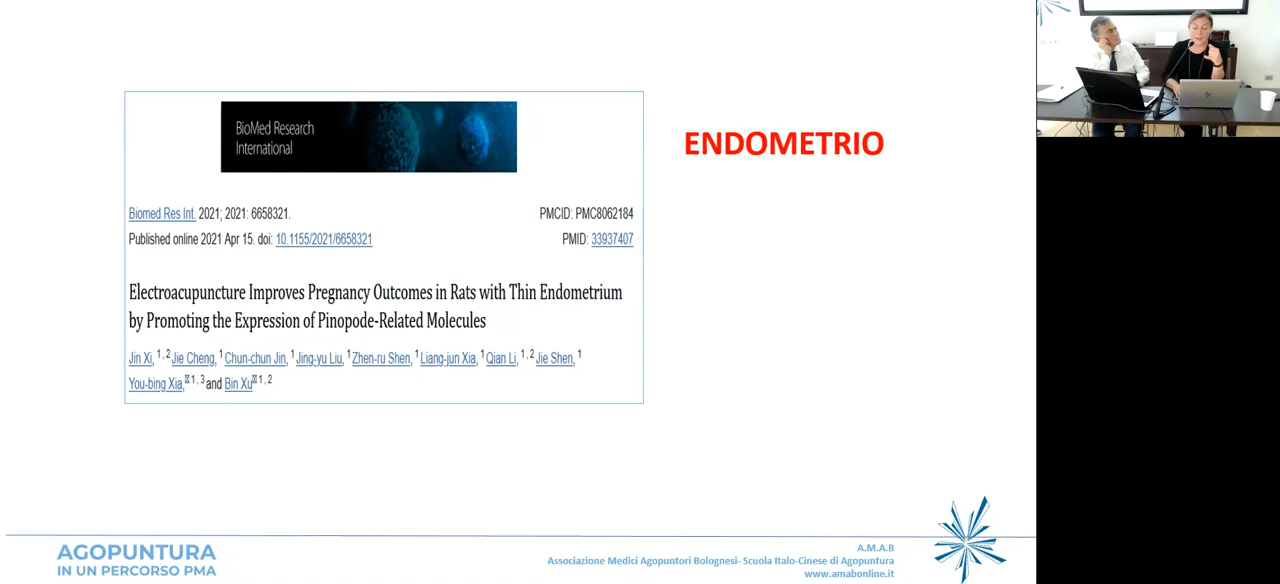 BioMed Research
International
ENDOMETRIO
Biomed Res Int. 2021; 2021: 6658321.
PMCID: PMC8062184
Published online 2021 Apr 15. doi: 10.1155/2021/6658321
PMID: 33937407
Electroacupuncture Improves Pregnancy Outcomes in Rats with Thin Endometrium
by Promoting the Expression of Pinopode-Related Molecules
Jin Xi, 1, 2 Jie Cheng, 1 Chun-chun Jin, 1 Jing-yu Liu, 1 Zhen-ru Shen, 1 Liang-jun Xia, 1 Qian Li, 1, 2 Jie Shen, 1
You-bing Xia, 1, 3 and Bin Xu 1, 2
AGOPUNTURA
IN UN PERCORSO PMA
A.M.A.B
Associazione Medici Agopuntori Bolognesi- Scuola Italo-Cinese di Agopuntura
www.amabonline.it